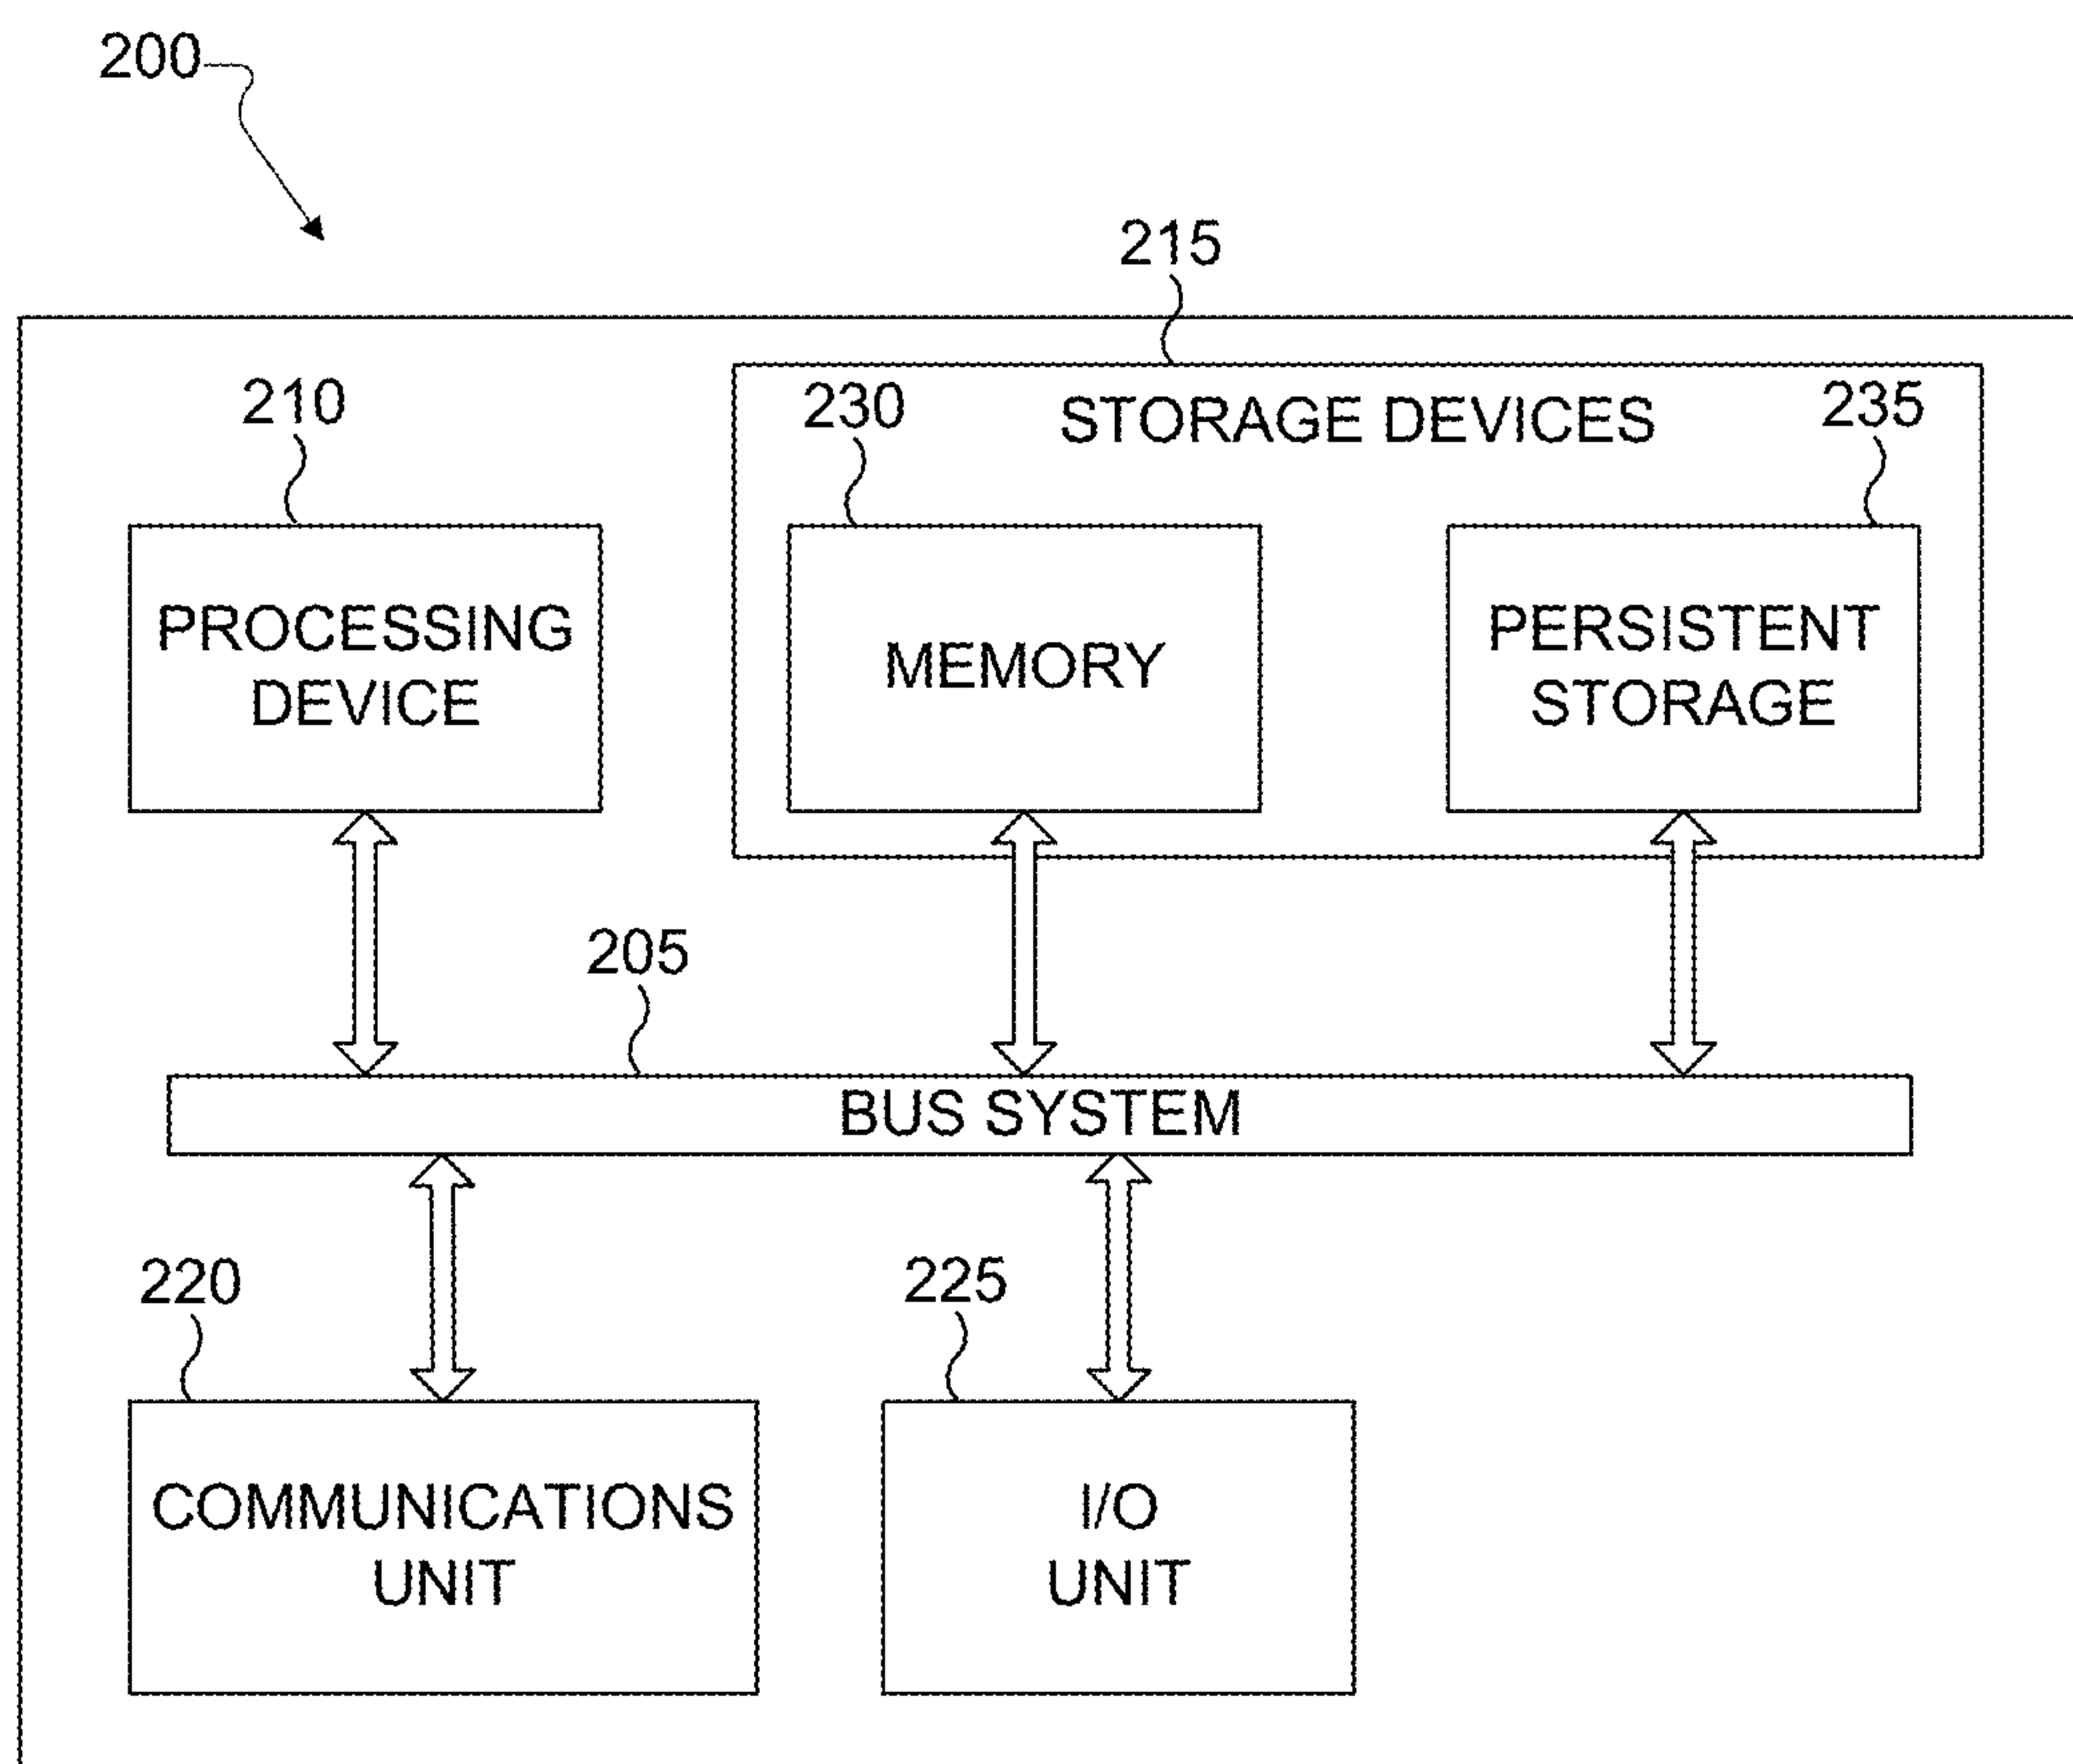 200
215
210
230
STORAGE DEVICES
235
PROCESSING
DEVICE
MEMORY
PERSISTENT
STORAGE
205
BUS SYSTEM
220
225
COMMUNICATIONS
UNIT
I/O
UNIT